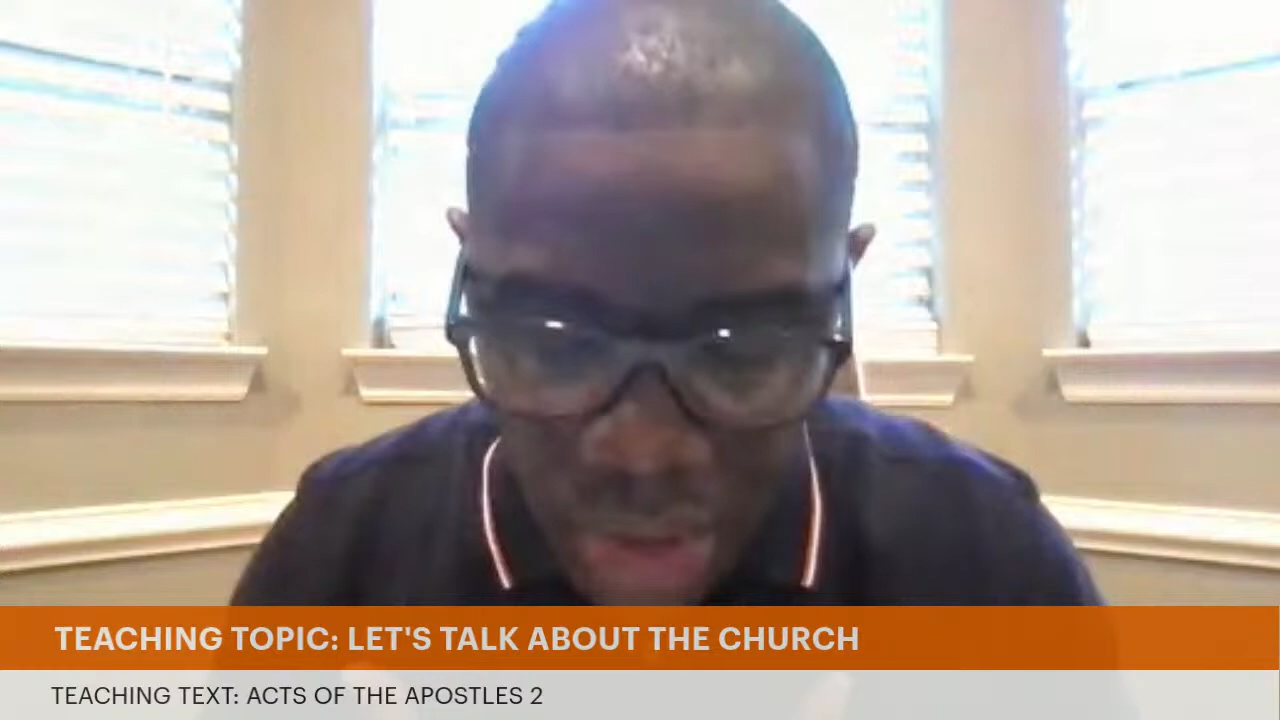 TEACHING TOPIC: LET'S TALK ABOUT THE CHURCH
TEACHING TEXT: ACTS OF THE APOSTLES 2